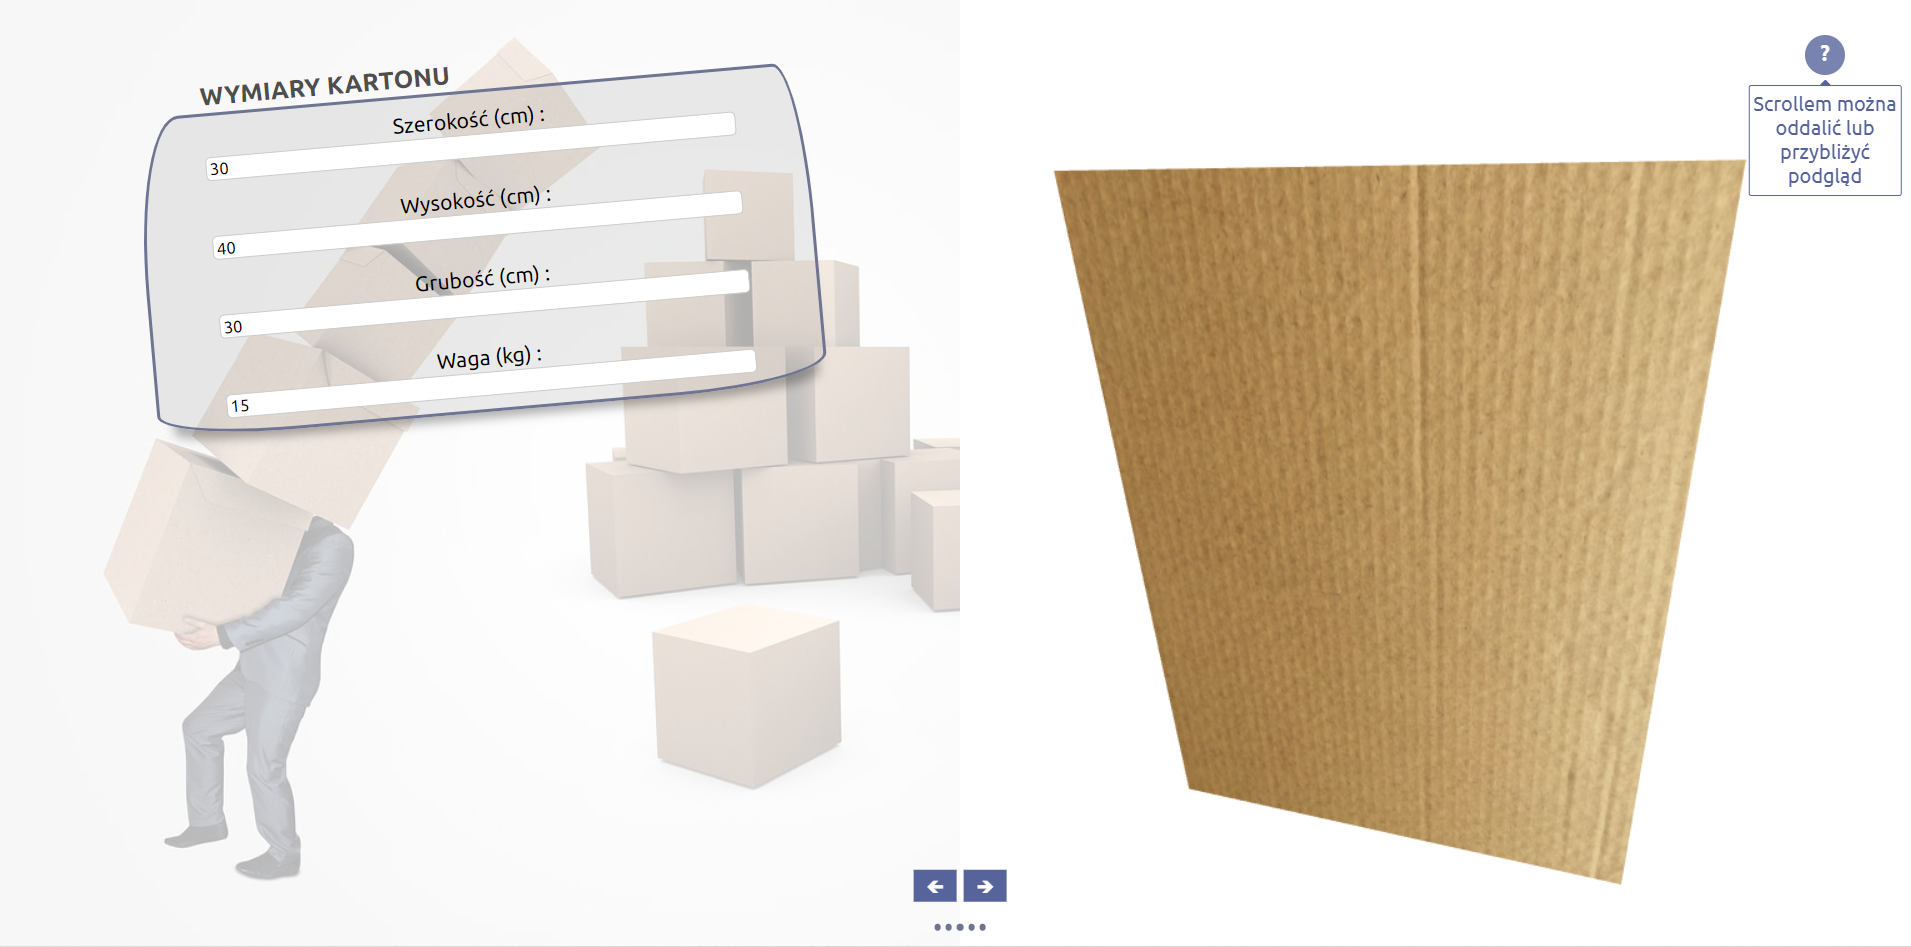 WYMIARY KARTONU
Szerokość (cm) :
30
Wysokość (cm) :
40
Grubość (cm) :
30
Waga (kg) :
15
?
Scrollem można
oddalić lub
przybliżyć
podgląd